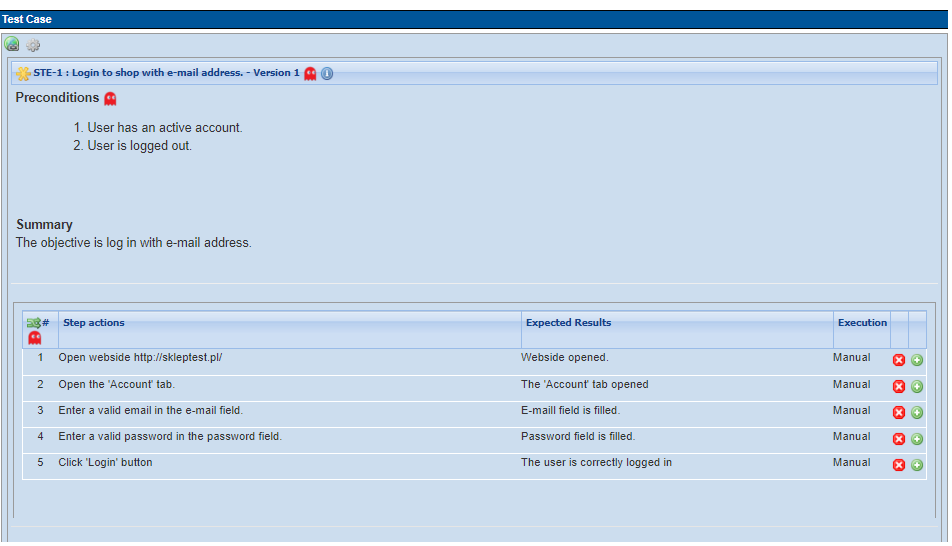 Test Case
STE-1 : Login to shop with e-mail address. - Version 1
Preconditions
1. User has an active account.
2. User is logged out.
Summary
The objective is log in with e-mail address.
# Step actions Expected Results Execution
1 Open webside http://skleptest.pl/ Webside opened. Manual
2 Open the 'Account' tab. The 'Account' tab opened Manual
3 Enter a valid email in the e-mail field. E-maill field is filled. Manual
4 Enter a valid password in the password field. Password field is filled. Manual
5 Click 'Login' button The user is correctly logged in Manual